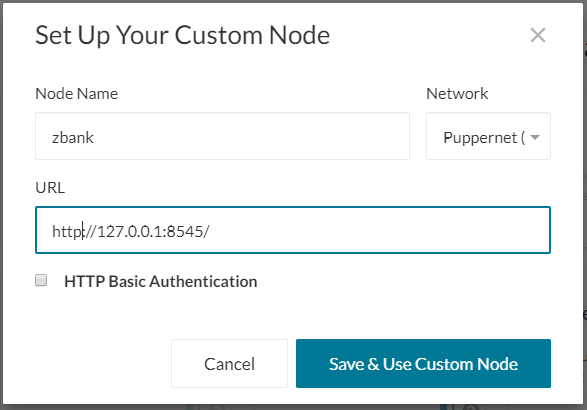 Set Up Your Custom Node
Node Name
Network
zbank
Puppernet (
URL
http://127.0.0.1:8545/
HTTP Basic Authentication
Cancel
Save & Use Custom Node